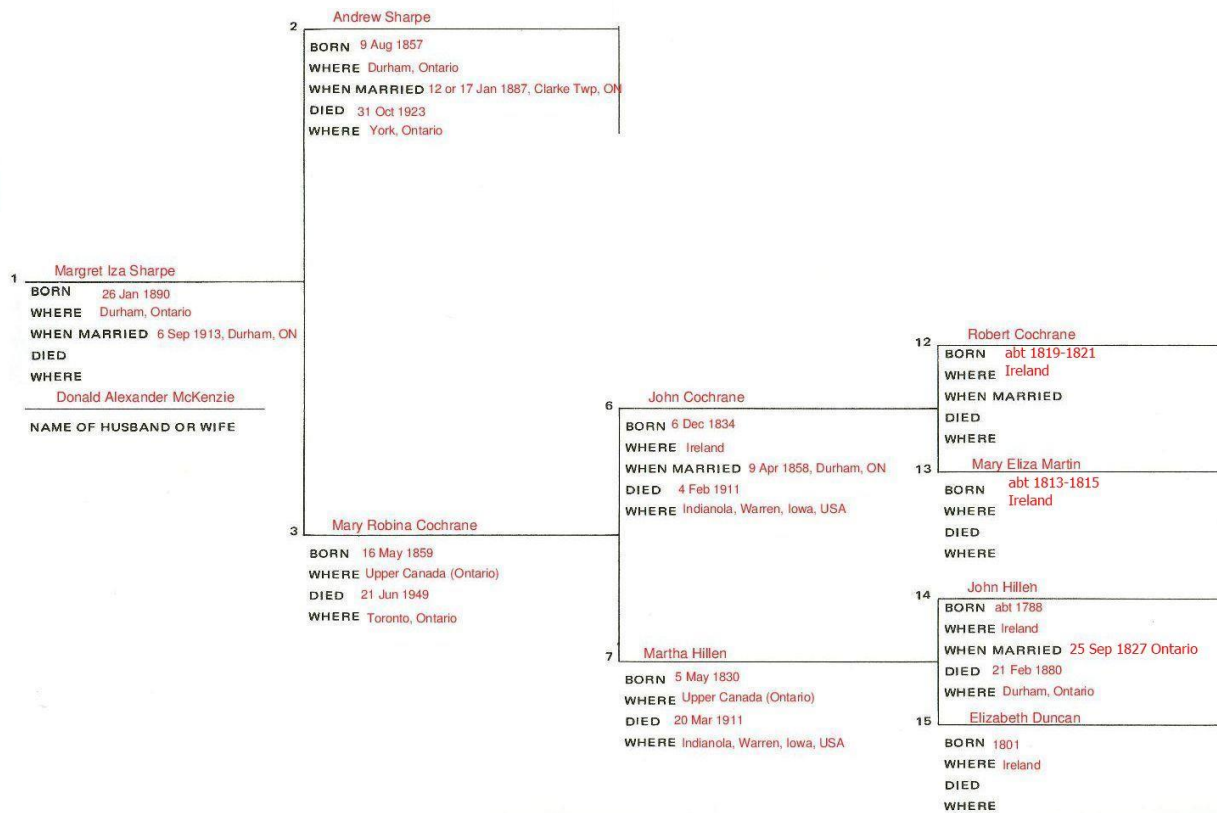 2 Andrew Sharpe
BORN 9 Aug 1857
WHERE Durham, Ontario
WHEN MARRIED 12 or 17 Jan 1887, Clarke Twp, ON
DIED 31 Oct 1923
WHERE York, Ontario
1 Margret Iza Sharpe
BORN 26 Jan 1890
WHERE Durham, Ontario
WHEN MARRIED 6 Sep 1913, Durham, ON
DIED
WHERE
Donald Alexander McKenzie
NAME OF HUSBAND OR WIFE
3 Mary Robina Cochrane
BORN 16 May 1859
WHERE Upper Canada (Ontario)
DIED 21 Jun 1949
WHERE Toronto, Ontario
6 John Cochrane
BORN 6 Dec 1834
WHERE Ireland
WHEN MARRIED 9 Apr 1858, Durham, ON
DIED 4 Feb 1911
WHERE Indianola, Warren, Iowa, USA
7 Martha Hillen
BORN 5 May 1830
WHERE Upper Canada (Ontario)
DIED 20 Mar 1911
WHERE Indianola, Warren, Iowa, USA
12 Robert Cochrane
BORN abt 1819-1821
WHERE Ireland
WHEN MARRIED
DIED
WHERE
13 Mary Eliza Martin
BORN abt 1813-1815
WHERE Ireland
DIED
WHERE
14 John Hillen
BORN abt 1788
WHERE Ireland
WHEN MARRIED 25 Sep 1827 Ontario
DIED 21 Feb 1880
WHERE Durham, Ontario
15 Elizabeth Duncan
BORN 1801
WHERE Ireland
DIED
WHERE